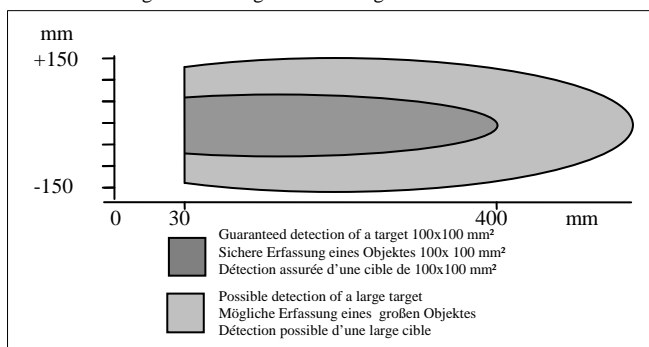 mm
+150
-150
0 30 400 mm
Guaranteed detection of a target 100x100 mm²
Sichere Erfassung eines Objektes 100x 100 mm²
Détection assurée d'une cible de 100x100 mm²
Possible detection of a large target
Mögliche Erfassung eines großen Objektes
Détection possible d'une large cible